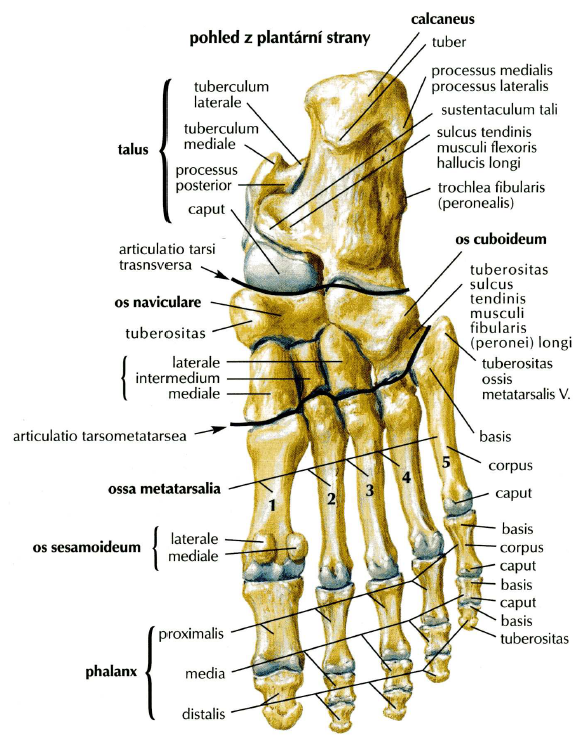 pohled z plantární strany
calcaneus
tuber
processus medialis
processus lateralis
sustentaculum tali
sulcus tendinis
musculi flexoris
hallucis longi
trochlea fibularis
(peronealis)
os cuboideum
tuberositas
sulcus
tendinis
musculi
fibularis
(peronei) longi
tuberositas
ossis
metatarsalis V.
basis
corpus
caput
basis
corpus
caput
basis
caput
basis
tuberositas
talus
tuberculum
laterale
tuberculum
mediale
processus
posterior
caput
articulatio tarsi
trasnsversa
os naviculare
tuberositas
laterale
intermedium
mediale
articulatio tarsometatarsea
ossa metatarsalia
1
2
3
4
5
os sesamoideum
laterale
mediale
phalanx
proximalis
media
distalis